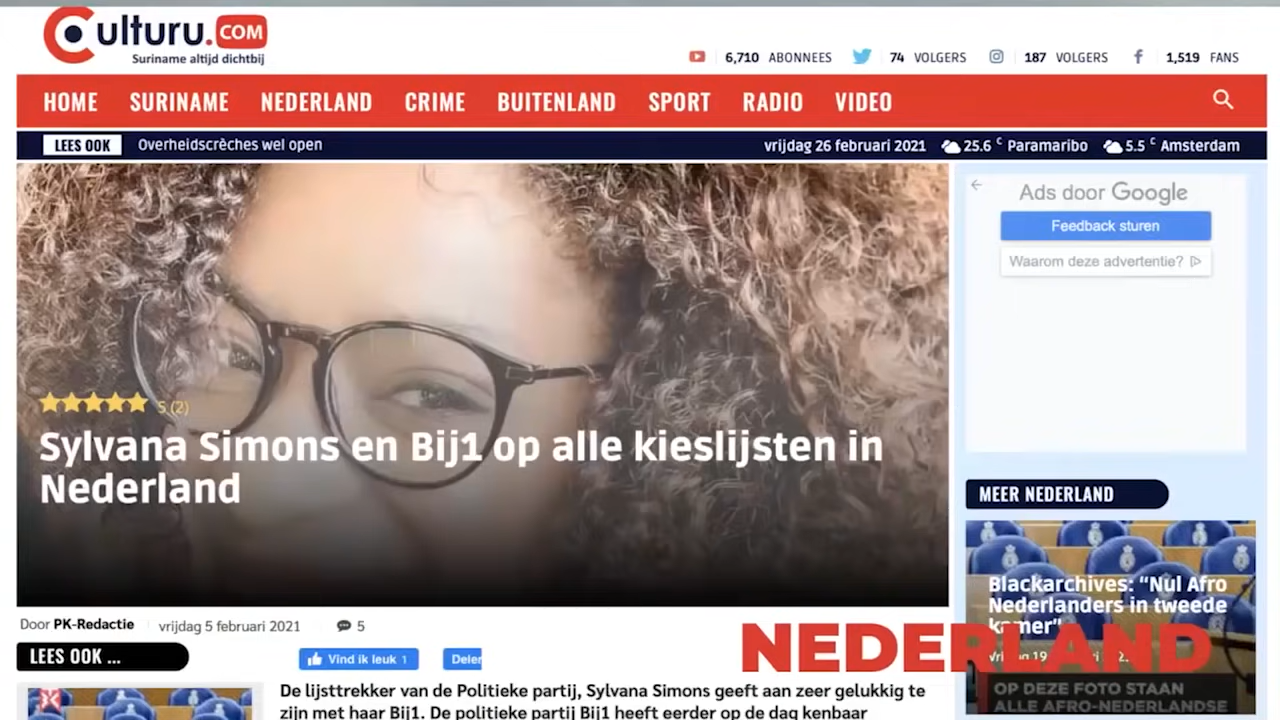 Culturu.COM
Suriname altijd dichtbij
6,710 ABONNEES 74 VOLGERS 187 VOLGERS 1,519 FANS
HOME SURINAME NEDERLAND CRIME BUITENLAND SPORT RADIO VIDEO
LEES OOK Overheidscrèches wel open vrijdag 26 februari 2021 25.6 C Paramaribo 5.5 C Amsterdam
Ads door Google
Feedback sturen
Waarom deze advertentie?
5 (2)
Sylvana Simons en Bij1 op alle kieslijsten in
Nederland
MEER NEDERLAND
Blackarchives: “Nul Afro
Nederlanders in tweede
kamer”
NEDERLAND
OP DEZE FOTO STAAN
ALLE AFRO-NEDERLANDSE
Door PK-Redactie vrijdag 5 februari 2021 5
LEES OOK ...
Vind ik leuk 1
Delen
De lijsttrekker van de Politieke partij, Sylvana Simons geeft aan zeer gelukkig te
zijn met haar Bij1. De politieke partij Bij1 heeft eerder op de dag kenbaar